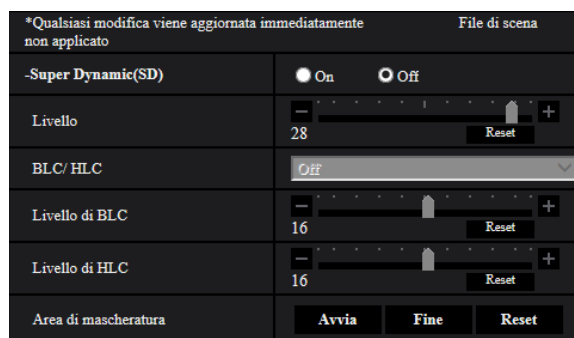 *Qualsiasi modifica viene aggiornata immediatamente File di scena
non applicato
-Super Dynamic(SD) On Off
Livello 28 Reset
BLC/ HLC Off
Livello di BLC 16 Reset
Livello di HLC 16 Reset
Area di mascheratura Avvia Fine Reset